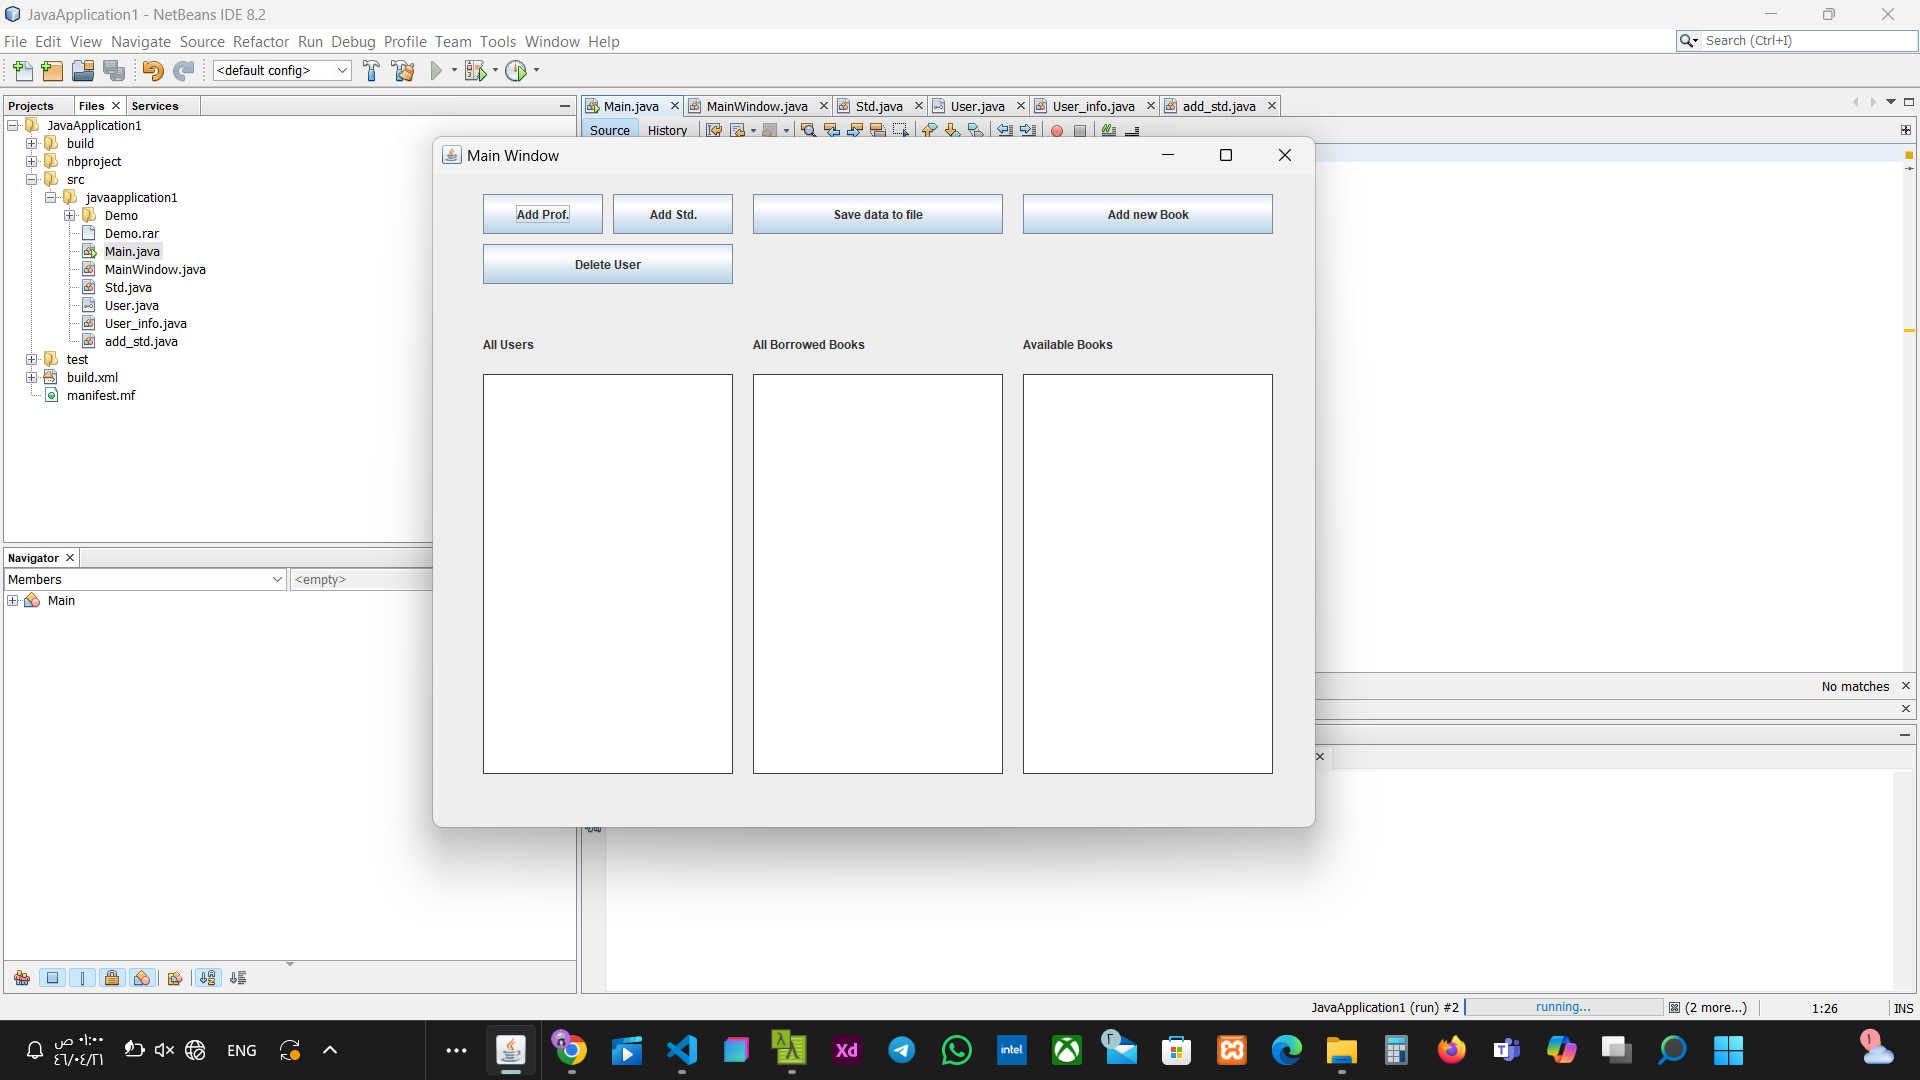 JavaApplication1 - NetBeans IDE 8.2
File Edit View Navigate Source Refactor Run Debug Profile Team Tools Window Help
Search (Ctrl+I)
<default config>
Projects Files Services
JavaApplication1
build
nbproject
src
javaapplication1
Demo
Demo.rar
Main.java
MainWindow.java
Std.java
User.java
User_info.java
add_std.java
test
build.xml
manifest.mf
Navigator
Members
<empty>
Main
Main.java MainWindow.java Std.java User.java User_info.java add_std.java
Source History
Main Window
Add Prof. Add Std. Save data to file Add new Book
Delete User
All Users All Borrowed Books Available Books
No matches
JavaApplication1 (run) #2 running... (2 more...) 1:26 INS
ENG
Xd
intel
1